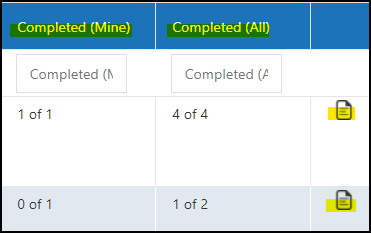 Completed (Mine) Completed (All)
Completed (M Completed (A
1 of 1 4 of 4
0 of 1 1 of 2